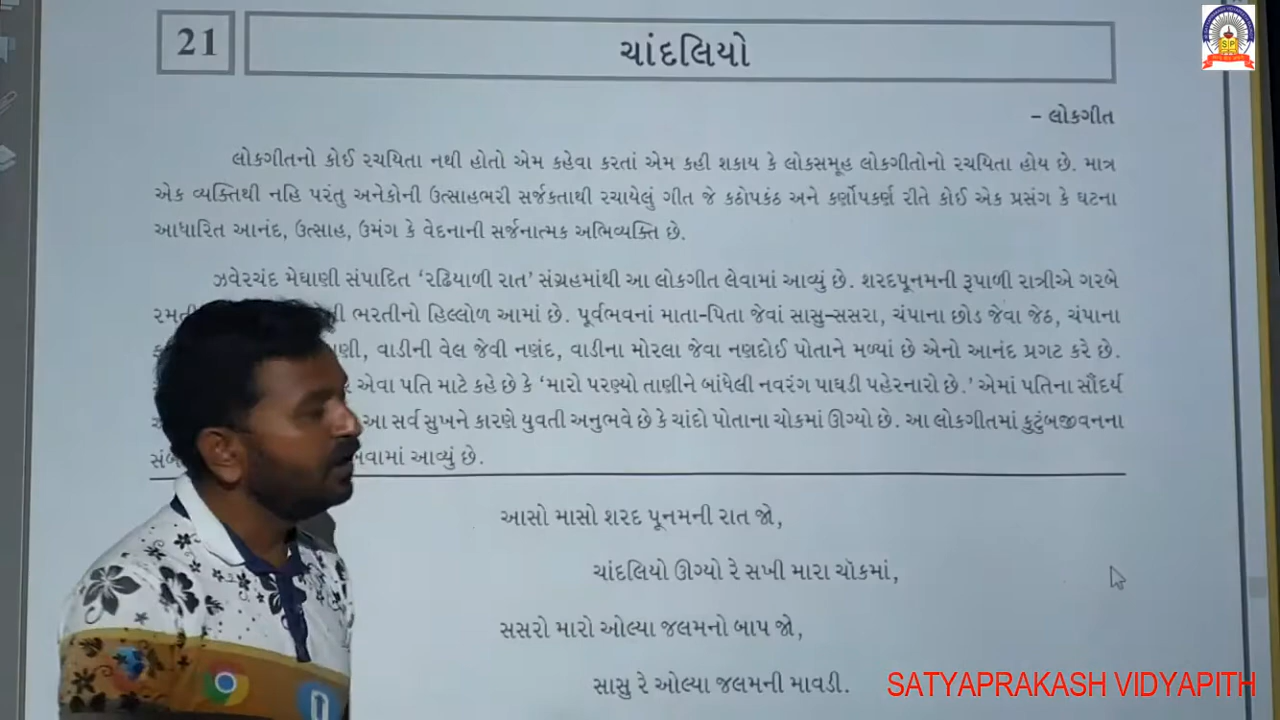 21
ચાંદલિયો
– લોકગીત
લોકગીતનો કોઈ રચયિતા નથી હોતો એમ કહેવા કરતાં એમ કહી શકાય કે લોકસમૂહ લોકગીતોનો રચયિતા હોય છે. માત્ર
એક વ્યક્તિથી નહિ પરંતુ અનેકોની ઉત્સાહભરી સર્જકતાથી રચાયેલું ગીત જે કઠોપકંઠ અને કર્ણોપકર્ણ રીતે કોઈ એક પ્રસંગ કે ઘટના
આધારિત આનંદ, ઉત્સાહ, ઉમંગ કે વેદનાની સર્જનાત્મક અભિવ્યક્તિ છે.
ઝવેરચંદ મેઘાણી સંપાદિત ‘રઢિયાળી રાત’ સંગ્રહમાંથી આ લોકગીત લેવામાં આવ્યું છે. શરદપૂનમની રૂપાળી રાત્રીએ ગરબે
ભરતીનો હિલ્લોળ આમાં છે. પૂર્વભવનાં માતા-પિતા જેવાં સાસુ-સસરા, ચંપાના છોડ જેવા જેઠ, ચંપાના
વાડીની વેલ જેવી નણંદ, વાડીના મોરલા જેવા નણદોઈ પોતાને મળ્યાં છે એનો આનંદ પ્રગટ કરે છે.
એવા પતિ માટે કહે છે કે ‘મારો પરણ્યો તાણીને બાંધેલી નવરંગ પાઘડી પહેરનારો છે.’ એમાં પતિના સૌંદર્ય
આ સર્વ સુખને કારણે યુવતી અનુભવે છે કે ચાંદો પોતાના ચોકમાં ઊગ્યો છે. આ લોકગીતમાં કુટુંબજીવનના
આવ્યું છે.
આસો માસો શરદ પૂનમની રાત જો,
ચાંદલિયો ઊગ્યો રે સખી મારા ચૉકમાં,
સસરો મારો ઓલ્યા જલમનો બાપ જો,
સાસુ રે ઓલ્યા જલમની માવડી.
SATYAPRAKASH VIDYAPITH